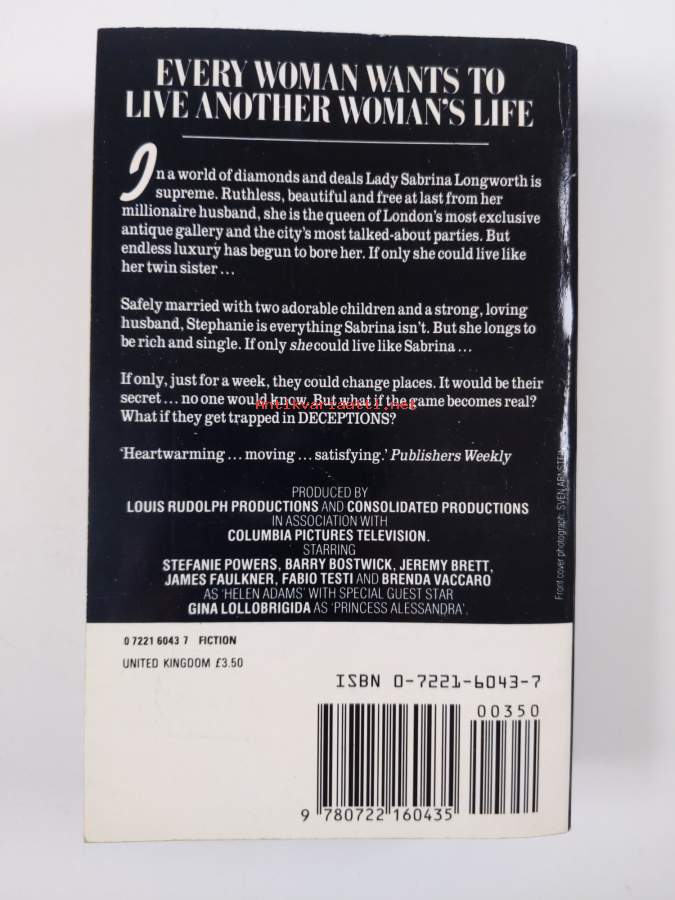 EVERY WOMAN WANTS TO
LIVE ANOTHER WOMAN'S LIFE
In a world of diamonds and deals Lady Sabrina Longworth is
supreme. Ruthless, beautiful and free at last from her
millionaire husband, she is the queen of London's most exclusive
antique gallery and the city's most talked-about parties. But
endless luxury has begun to bore her. If only she could live like
her twin sister...
Safely married with two adorable children and a strong, loving
husband, Stephanie is everything Sabrina isn't. But she longs to
be rich and single. If only she could live like Sabrina...
If only, just for a week, they could change places. It would be their
secret... no one would know. But what if the game becomes real?
What if they get trapped in DECEPTIONS?
Antikvariaatti.net
'Heartwarming... moving... satisfying.' Publishers Weekly
PRODUCED BY
LOUIS RUDOLPH PRODUCTIONS AND CONSOLIDATED PRODUCTIONS
IN ASSOCIATION WITH
COLUMBIA PICTURES TELEVISION.
STARRING
STEFANIE POWERS, BARRY BOSTWICK, JEREMY BRETT,
JAMES FAULKNER, FABIO TESTI AND BRENDA VACCARO
AS 'HELEN ADAMS' WITH SPECIAL GUEST STAR
GINA LOLLOBRIGIDA AS 'PRINCESS ALESSANDRA'.
Front cover photograph: SVEN ARNSTEIN
0 7221 6043 7 FICTION
UNITED KINGDOM £3.50
ISBN 0-7221-6043-7
00350
9 780722 160435